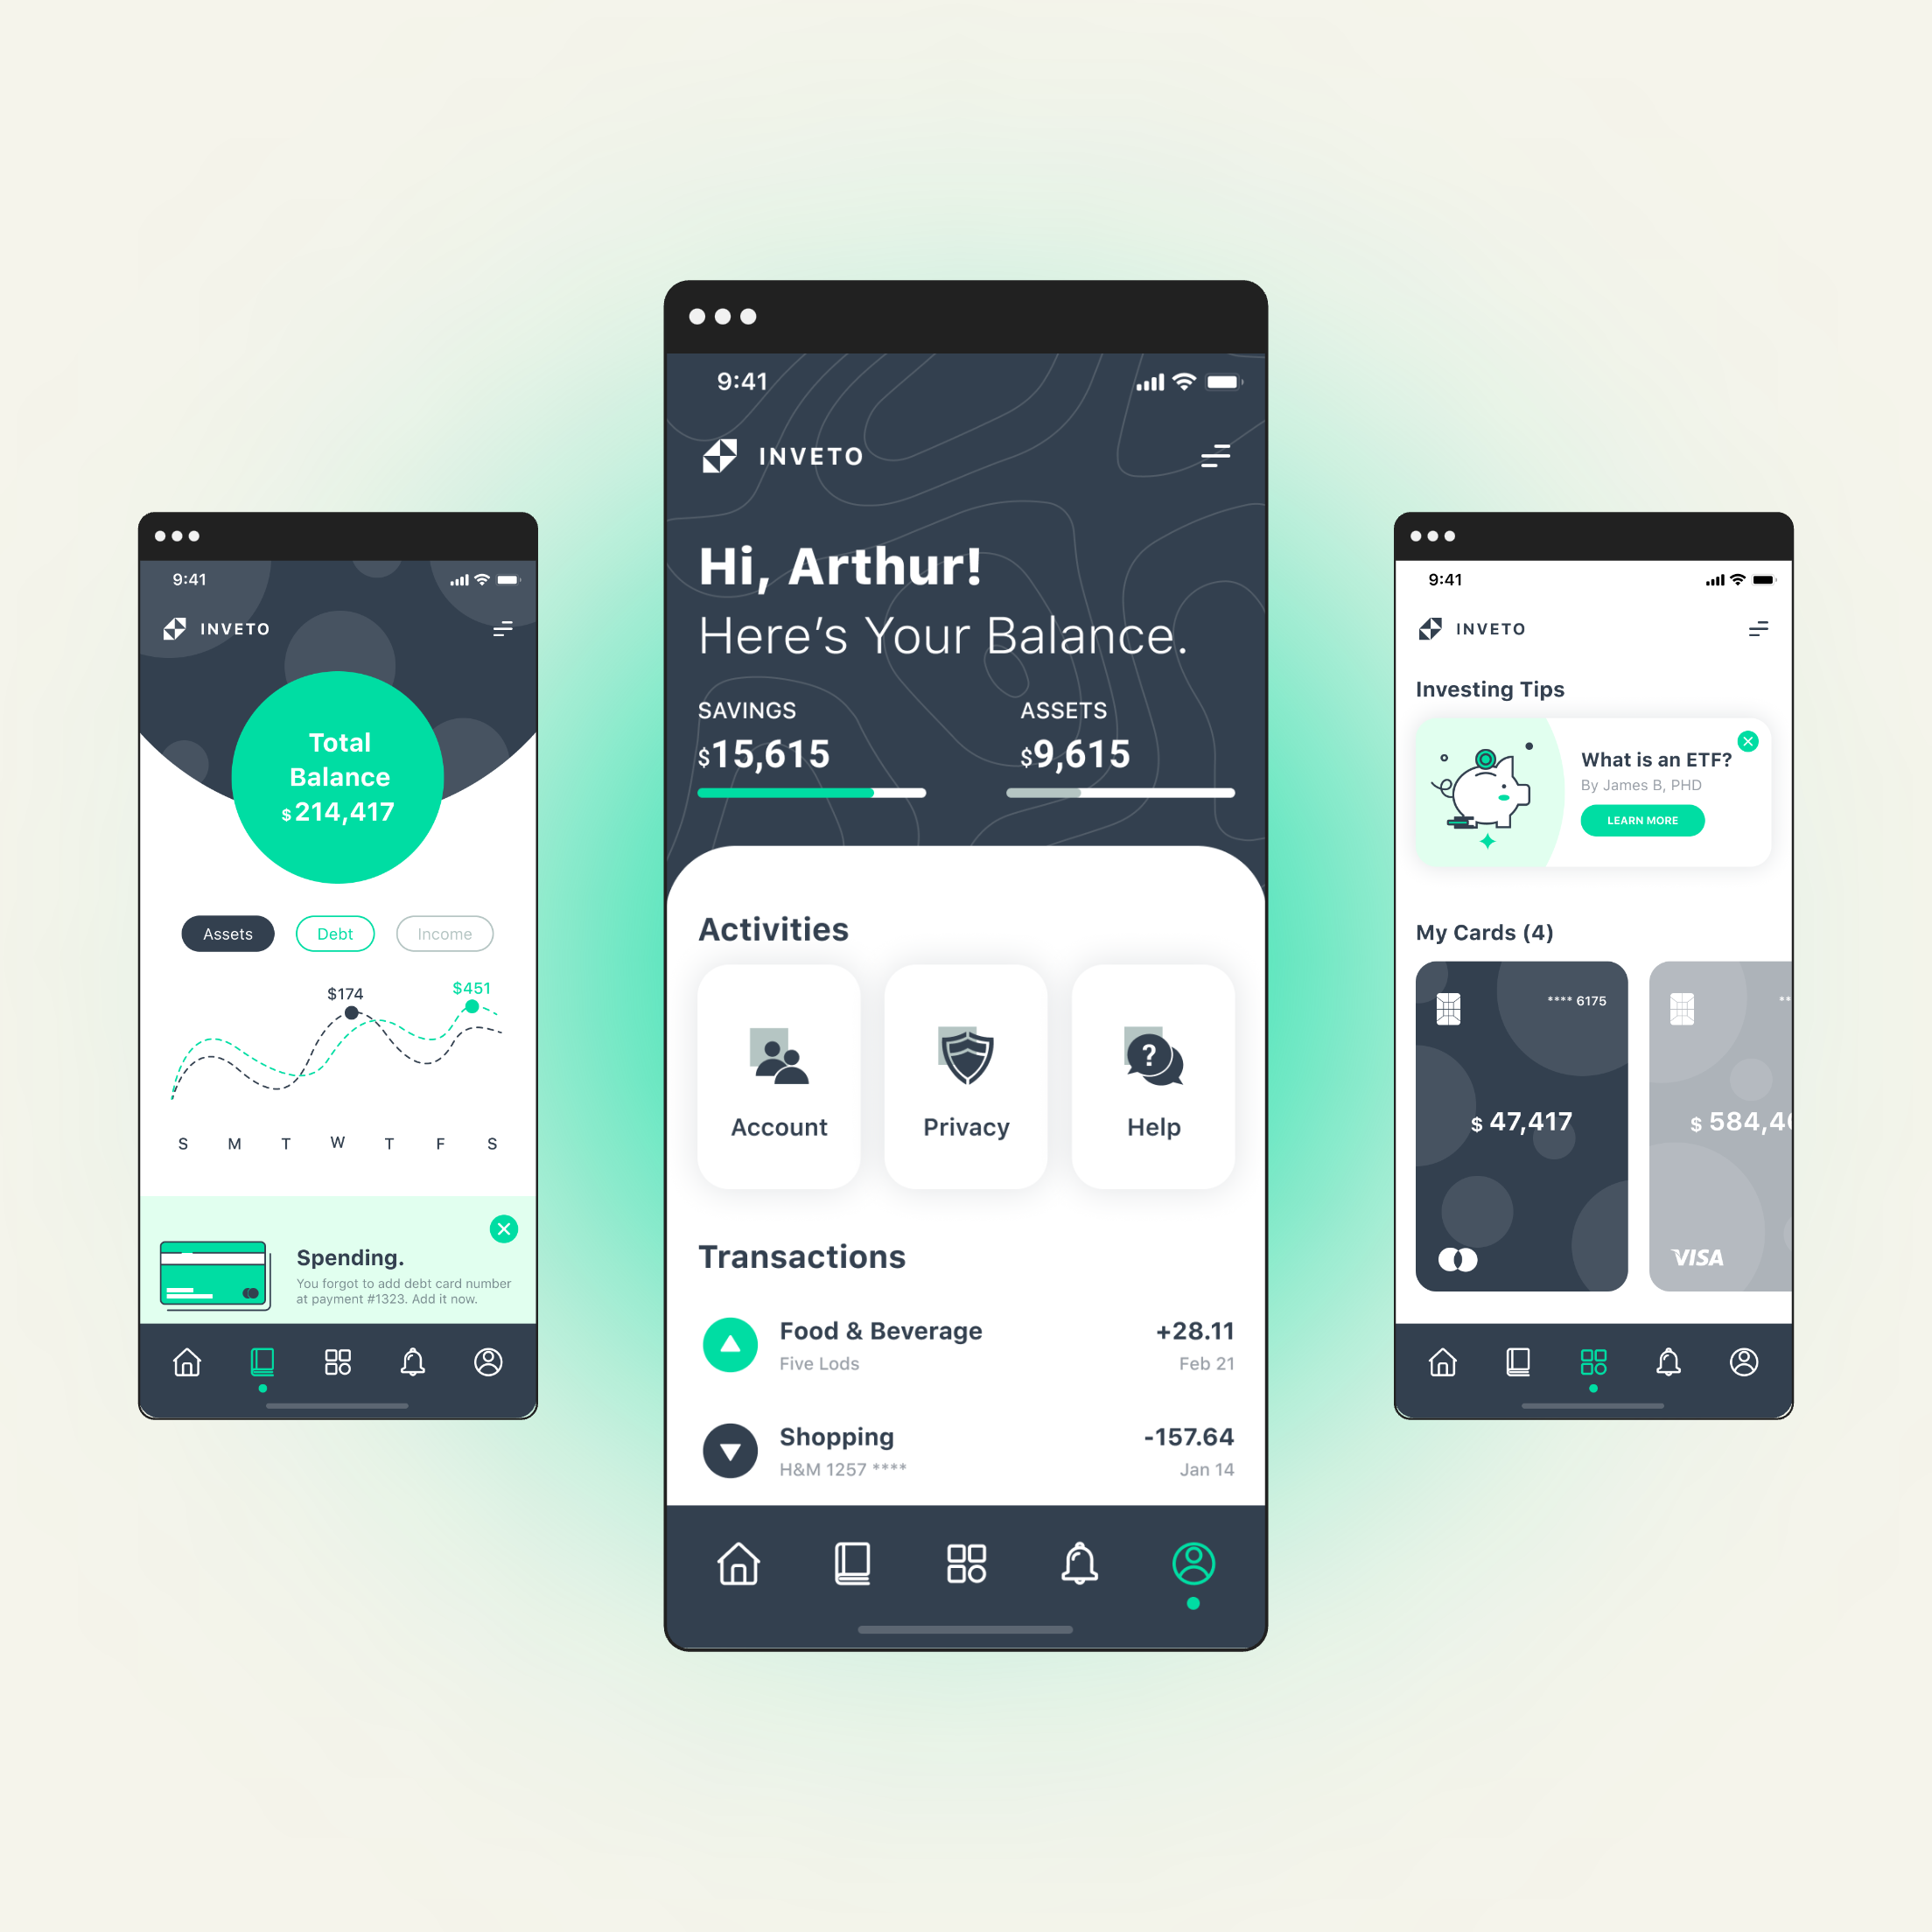 9:41
INVETO
Total
Balance
$ 214,417
Assets Debt Income
$174 $451
S M T W T F S
Spending.
You forgot to add debt card number
at payment #1323. Add it now.
9:41
INVETO
Hi, Arthur!
Here’s Your Balance.
SAVINGS ASSETS
$15,615 $9,615
Activities
Account Privacy Help
Transactions
Food & Beverage +28.11
Five Lods Feb 21
Shopping -157.64
H&M 1257 **** Jan 14
9:41
INVETO
Investing Tips
What is an ETF?
By James B, PHD
LEARN MORE
My Cards (4)
**** 6175 **
$ 47,417 $ 584,4
VISA